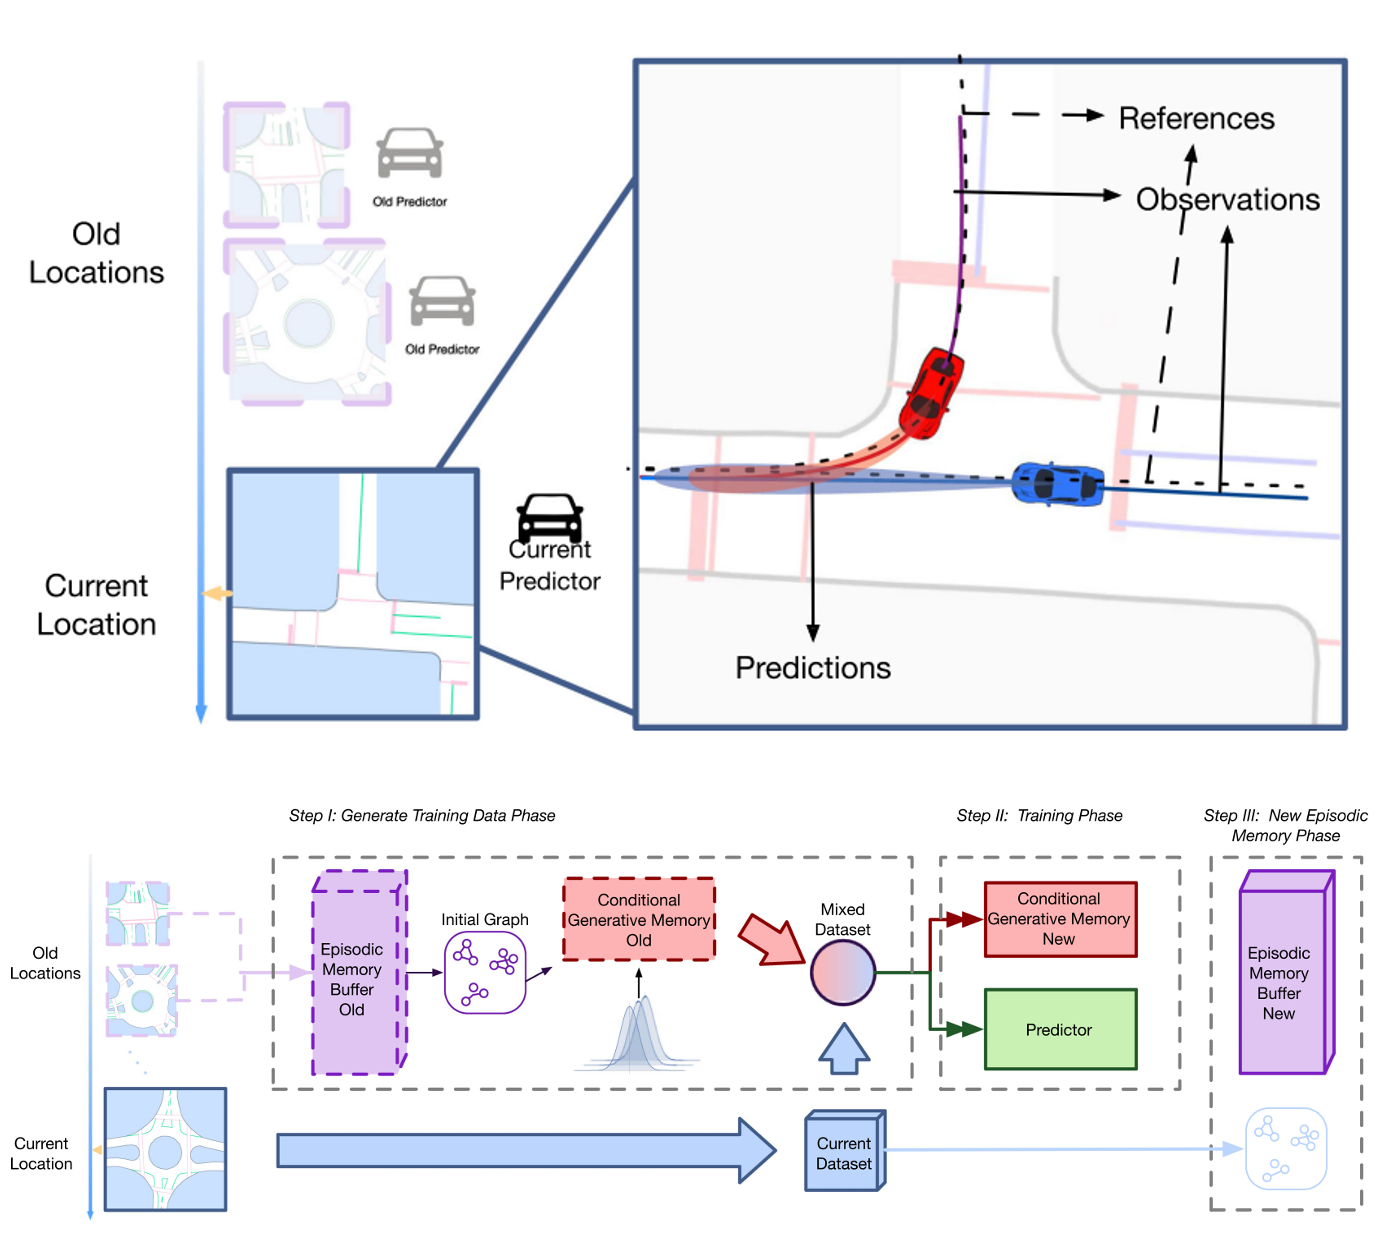 Old
Locations
Old Predictor
Old Predictor
Current
Location
Current
Predictor
References
Observations
Predictions
Step I: Generate Training Data Phase
Step II: Training Phase
Step III: New Episodic
Memory Phase
Old
Locations
Current
Location
Episodic
Memory
Buffer
Old
Initial Graph
Conditional
Generative Memory
Old
Mixed
Dataset
Current
Dataset
Conditional
Generative Memory
New
Predictor
Episodic
Memory
Buffer
New